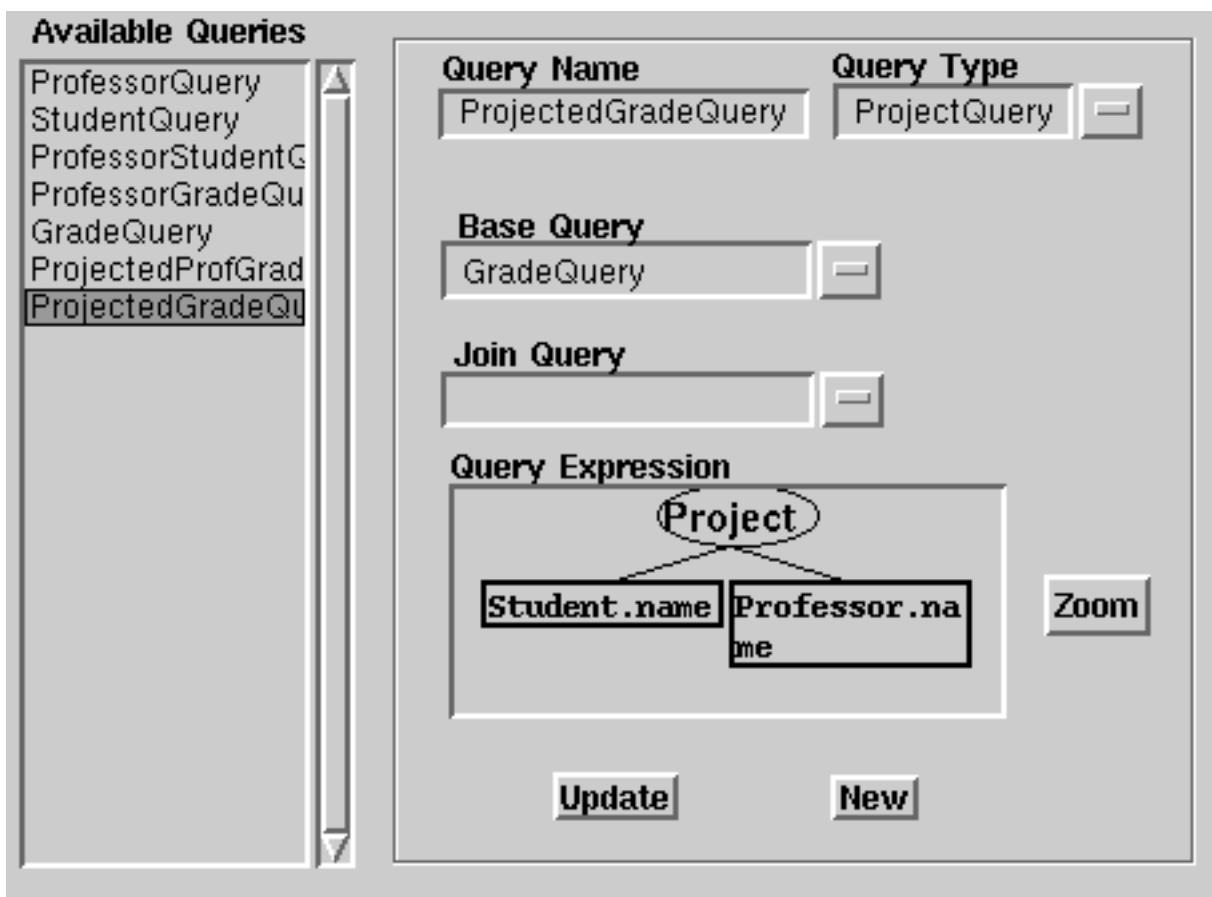 Available Queries
ProfessorQuery
StudentQuery
ProfessorStudentQ
ProfessorGradeQu
GradeQuery
ProjectedProfGrad
ProjectedGradeQu
Query Name
Query Type
ProjectedGradeQuery
ProjectQuery
Base Query
GradeQuery
Join Query
Query Expression
Project
Student.name
Professor.na
me
Zoom
Update
New